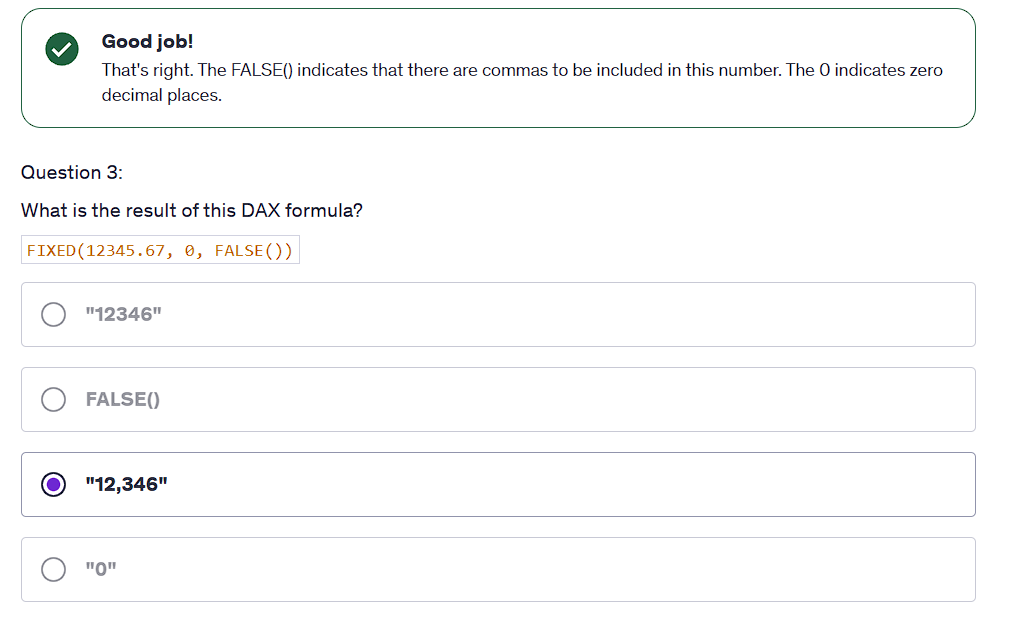 Good job!
That's right. The FALSE() indicates that there are commas to be included in this number. The 0 indicates zero
decimal places.
Question 3:
What is the result of this DAX formula?
FIXED(12345.67, 0, FALSE())
"12346"
FALSE()
"12,346"
"0"